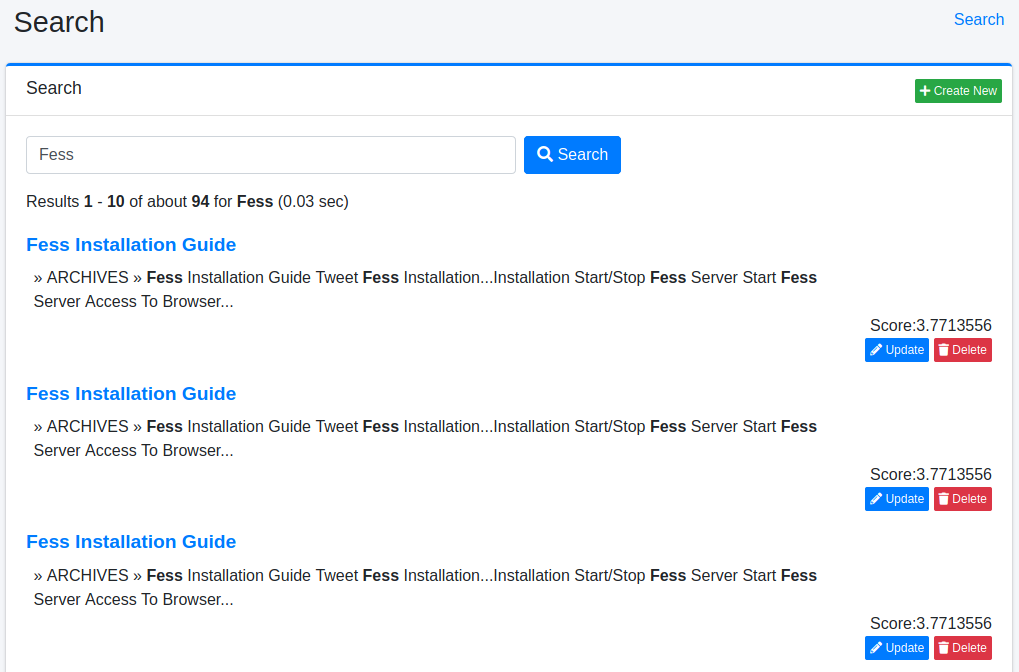 Search
Search
Search
Create New
Fess
Search
Results 1 - 10 of about 94 for Fess (0.03 sec)
Fess Installation Guide
» ARCHIVES » Fess Installation Guide Tweet Fess Installation...Installation Start/Stop Fess Server Start Fess
Server Access To Browser...
Score:3.7713556
Update Delete
Fess Installation Guide
» ARCHIVES » Fess Installation Guide Tweet Fess Installation...Installation Start/Stop Fess Server Start Fess
Server Access To Browser...
Score:3.7713556
Update Delete
Fess Installation Guide
» ARCHIVES » Fess Installation Guide Tweet Fess Installation...Installation Start/Stop Fess Server Start Fess
Server Access To Browser...
Score:3.7713556
Update Delete